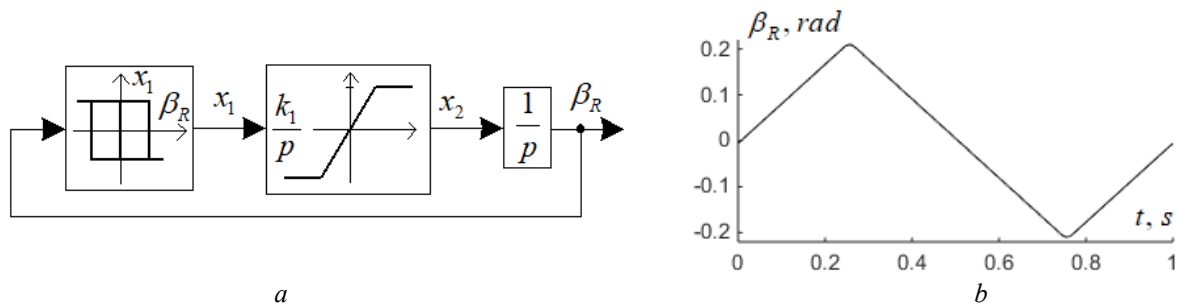 x₁
β_R
x₁
k₁
p
x₂
1
p
β_R
a
β_R, rad
0.2
0.1
0
-0.1
-0.2
0 0.2 0.4 0.6 0.8 1
t, s
b